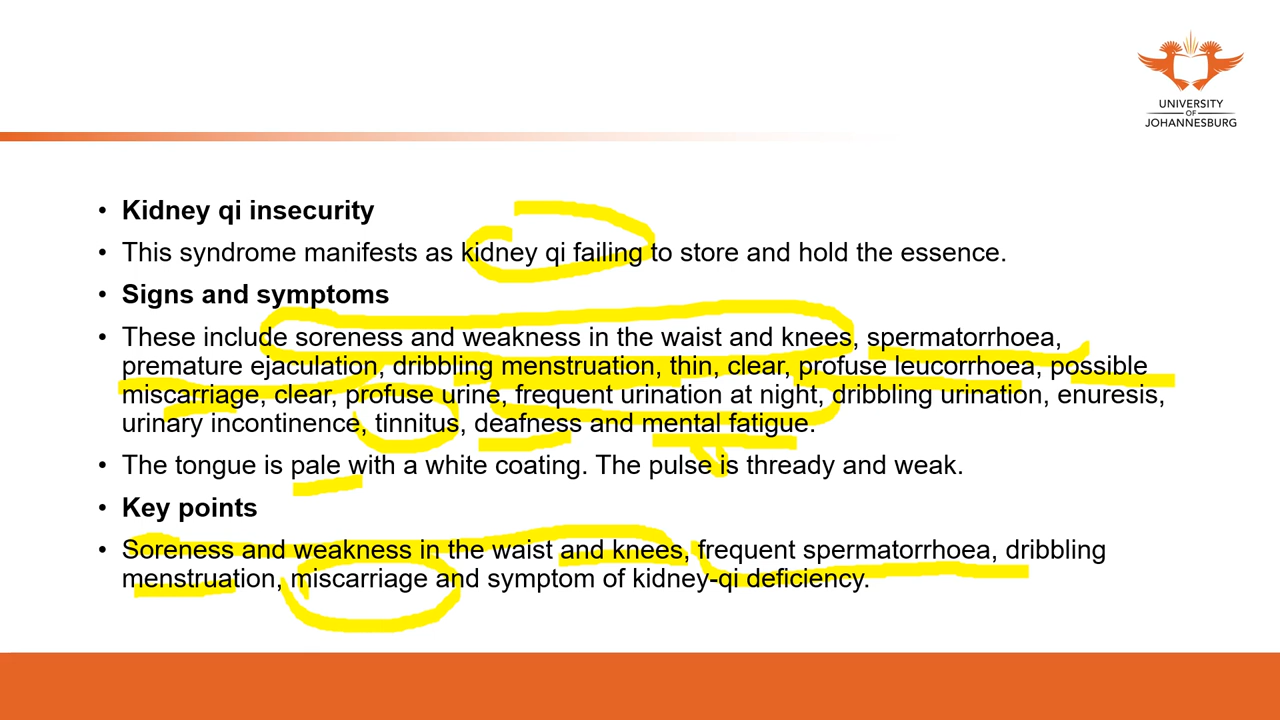 UNIVERSITY
OF
JOHANNESBURG
• Kidney qi insecurity
• This syndrome manifests as kidney qi failing to store and hold the essence.
• Signs and symptoms
• These include soreness and weakness in the waist and knees, spermatorrhoea,
premature ejaculation, dribbling menstruation, thin, clear, profuse leucorrhoea, possible
miscarriage, clear, profuse urine, frequent urination at night, dribbling urination, enuresis,
urinary incontinence, tinnitus, deafness and mental fatigue.
• The tongue is pale with a white coating. The pulse is thready and weak.
• Key points
• Soreness and weakness in the waist and knees, frequent spermatorrhoea, dribbling
menstruation, miscarriage and symptom of kidney-qi deficiency.